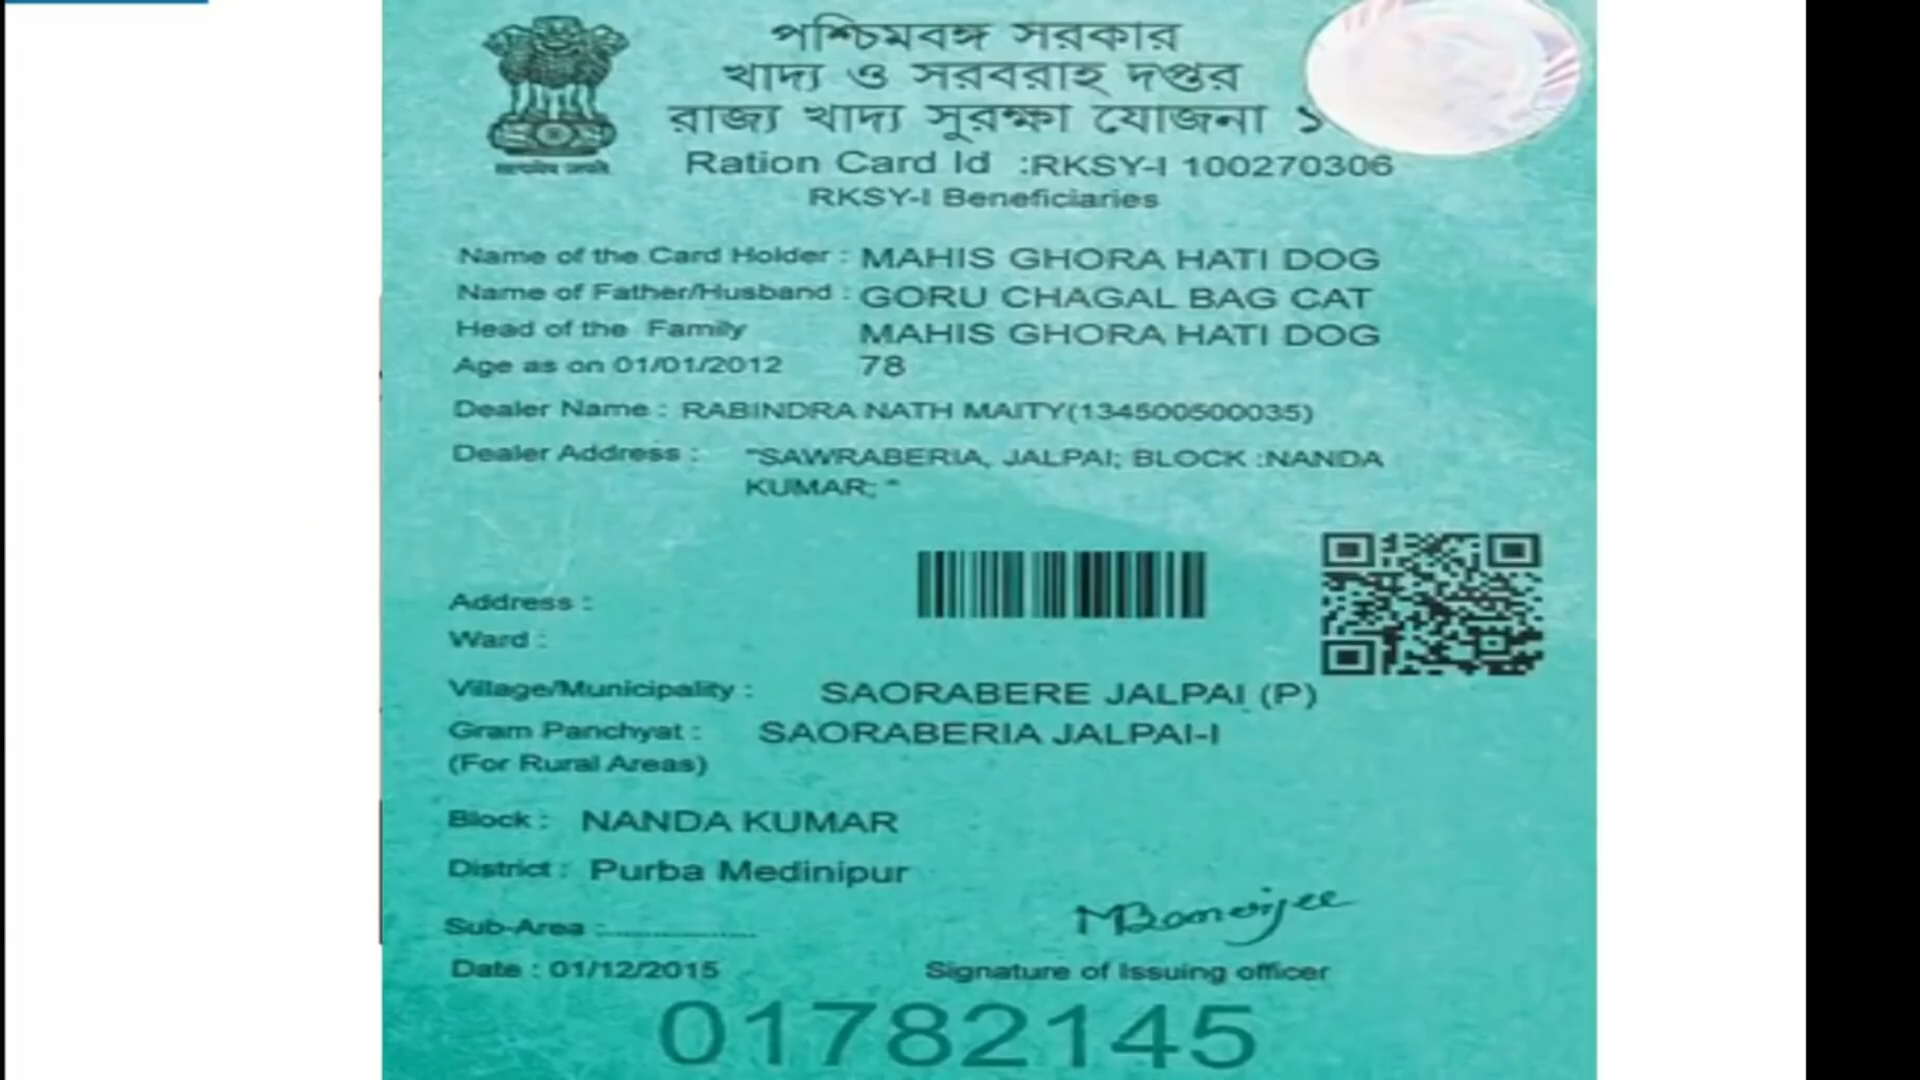 পশ্চিমবঙ্গ সরকার
খাদ্য ও সরবরাহ দপ্তর
রাজ্য খাদ্য সুরক্ষা যোজনা ১
Ration Card Id :RKSY-I 100270306
RKSY-I Beneficiaries
Name of the Card Holder : MAHIS GHORA HATI DOG
Name of Father/Husband : GORU CHAGAL BAG CAT
Head of the Family MAHIS GHORA HATI DOG
Age as on 01/01/2012 78
Dealer Name : RABINDRA NATH MAITY(134500500035)
Dealer Address : "SAWRABERIA, JALPAI; BLOCK :NANDA
KUMAR; "
Address :
Ward :
Village/Municipality : SAORABERE JALPAI (P)
Gram Panchyat : SAORABERIA JALPAI-I
(For Rural Areas)
Block : NANDA KUMAR
District : Purba Medinipur
MBanerjee
Sub-Area :..................
Date : 01/12/2015 Signature of Issuing officer
01782145